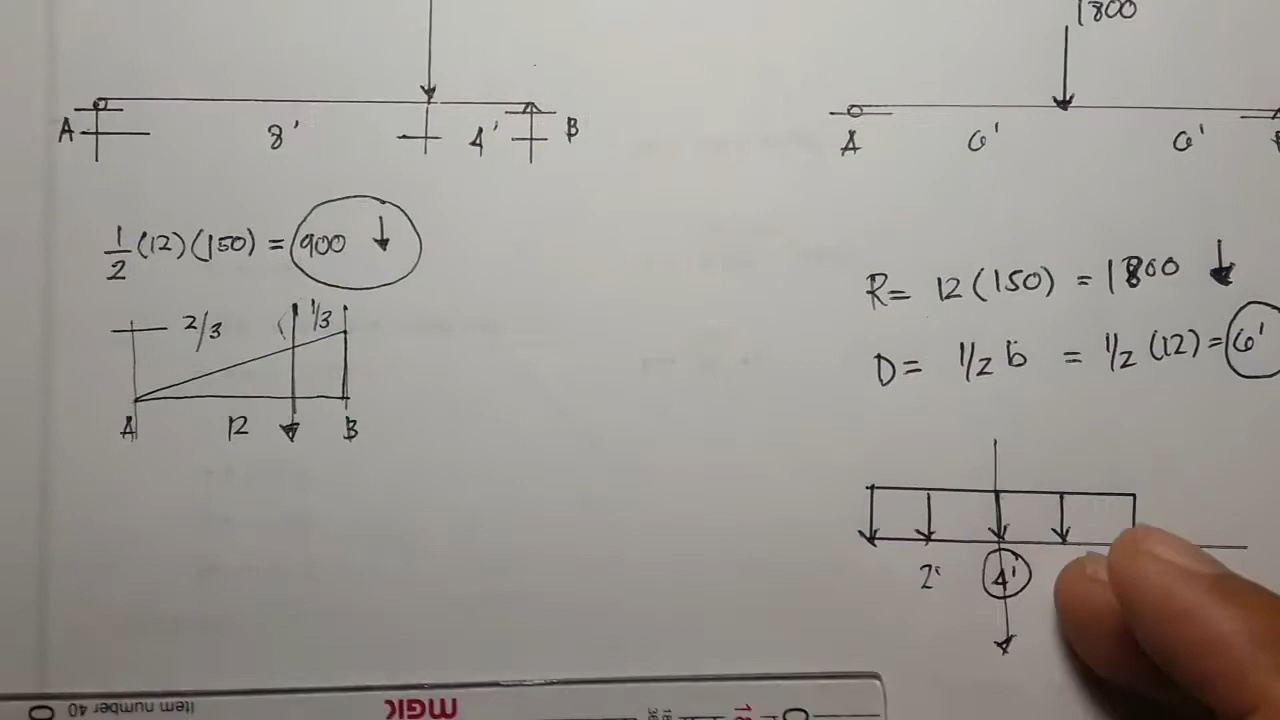 1800
A 8' 4' B
A 6' 6'
1/2 (12)(150) = 900 ↓
2/3 1/3
A 12 B
R = 12 (150) = 1800 ↓
D = 1/2 b = 1/2 (12) = 6'
2' 4'
Item number 40
MGK